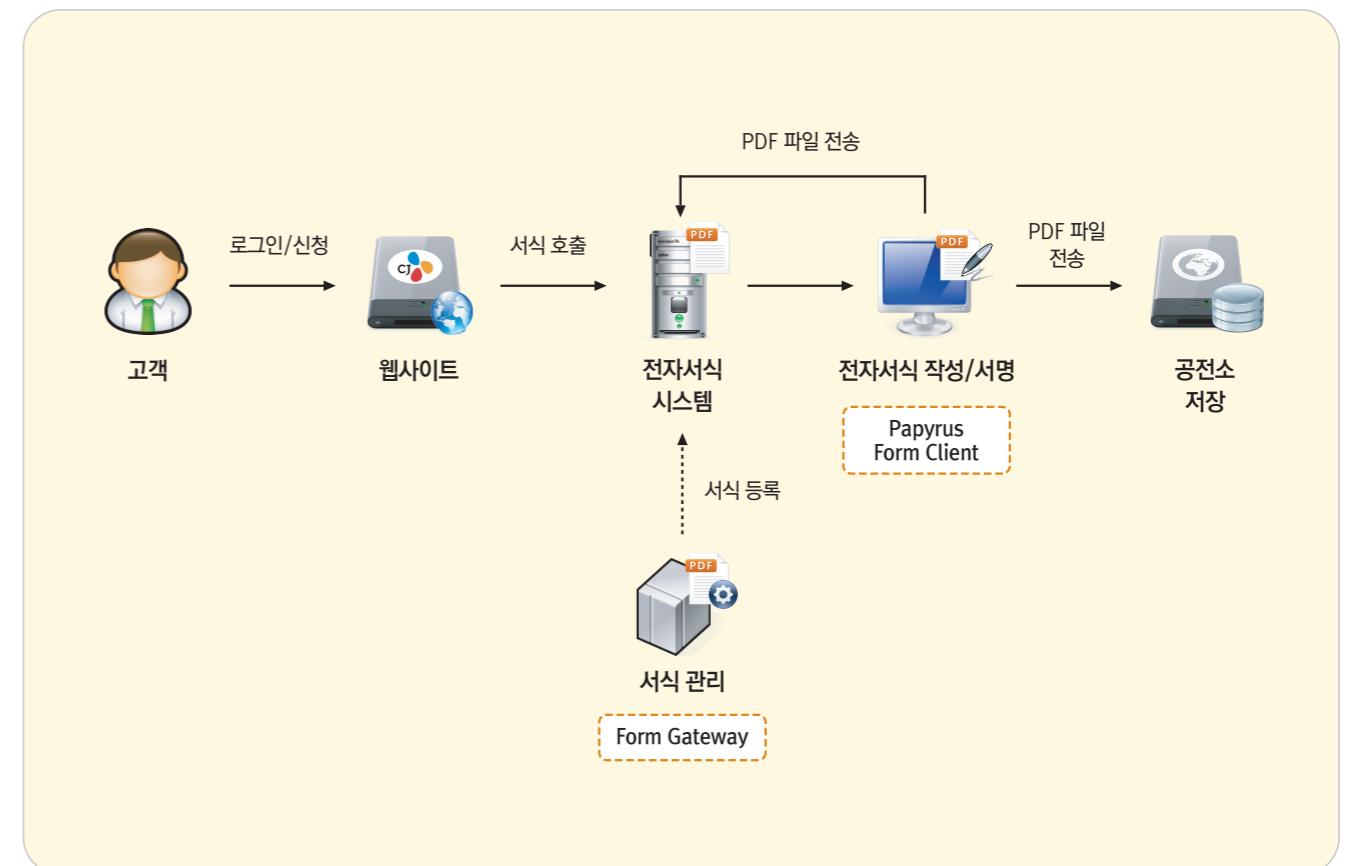 PDF 파일 전송
로그인/신청
서식 호출
PDF 파일
전송
CJ
PDF
PDF
고객
웹사이트
전자서식
시스템
전자서식 작성/서명
공전소
저장
Papyrus
Form Client
서식 등록
PDF
서식 관리
Form Gateway